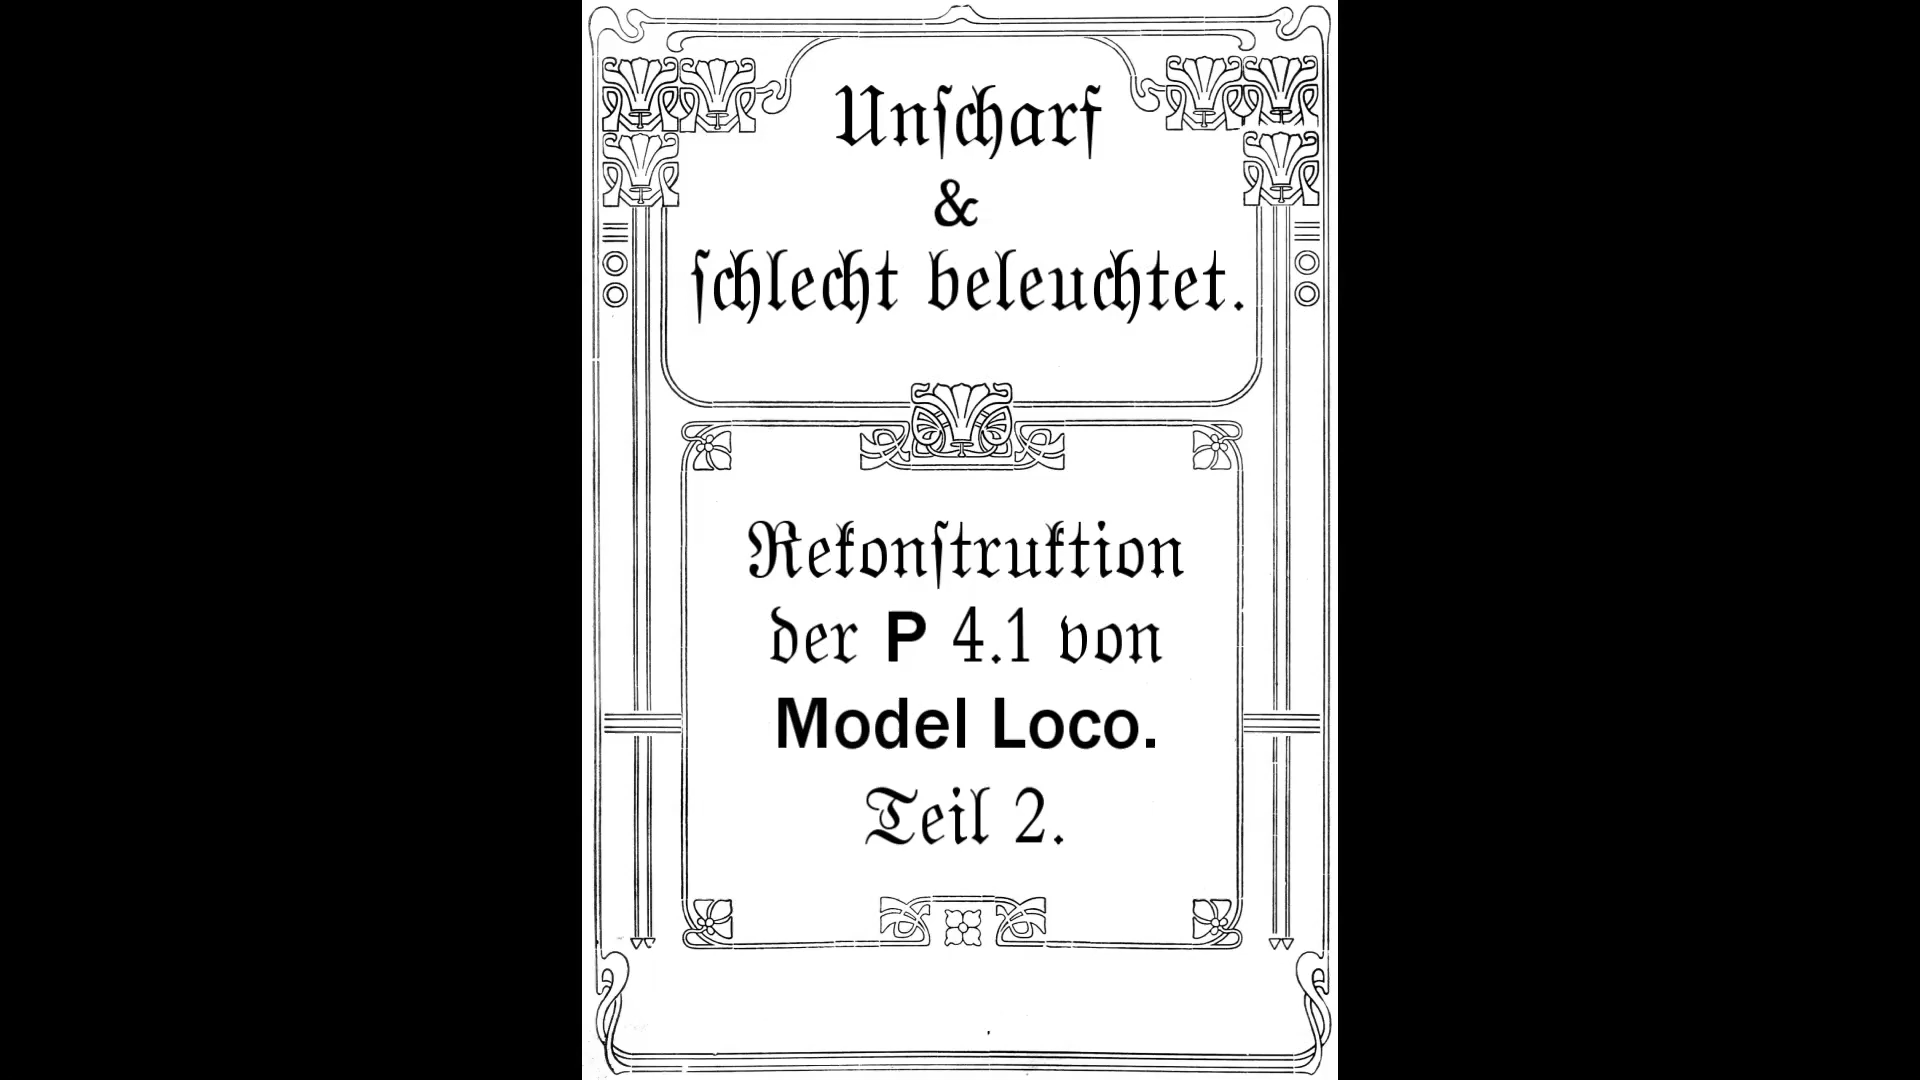 Unſcharf
&
ſchlecht beleuchtet.
Rekonſtruktion
der P 4.1 von
Model Loco.
Teil 2.